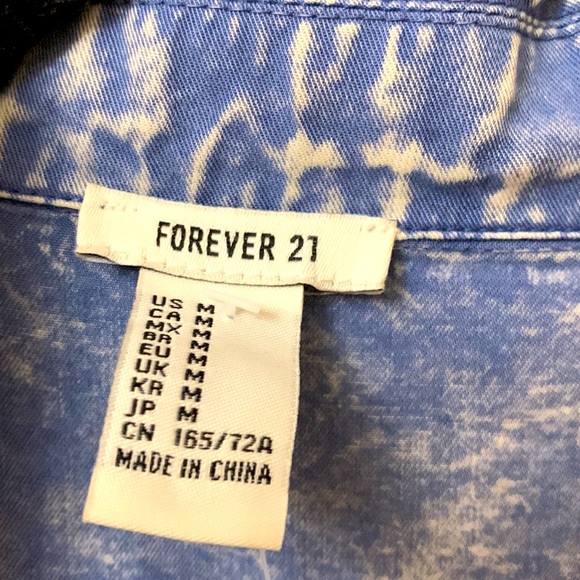 FOREVER 21
US M
CA M
MX M
BR M
EU M
UK M
KR M
JP M
CN 165/72A
MADE IN CHINA